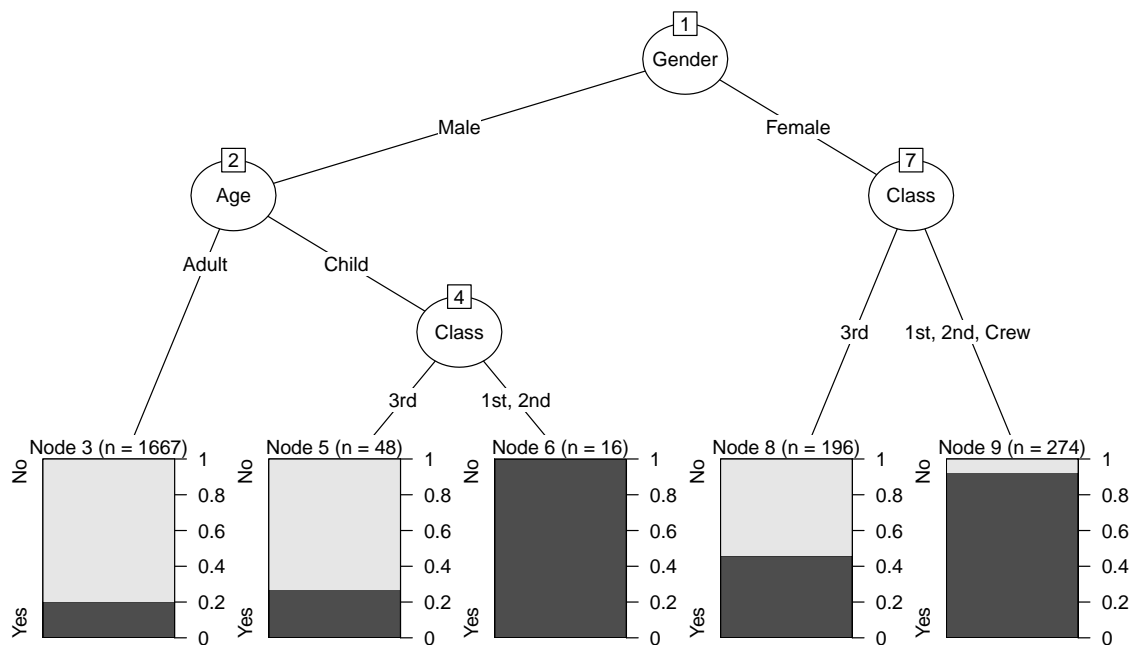 1
Gender
Male
Female
2
Age
7
Class
Adult
Child
4
Class
3rd
1st, 2nd, Crew
3rd
1st, 2nd
Node 3 (n = 1667)
Yes
No
0
0.2
0.4
0.6
0.8
1
Node 5 (n = 48)
Yes
No
0
0.2
0.4
0.6
0.8
1
Node 6 (n = 16)
Yes
No
0
0.2
0.4
0.6
0.8
1
Node 8 (n = 196)
Yes
No
0
0.2
0.4
0.6
0.8
1
Node 9 (n = 274)
Yes
No
0
0.2
0.4
0.6
0.8
1